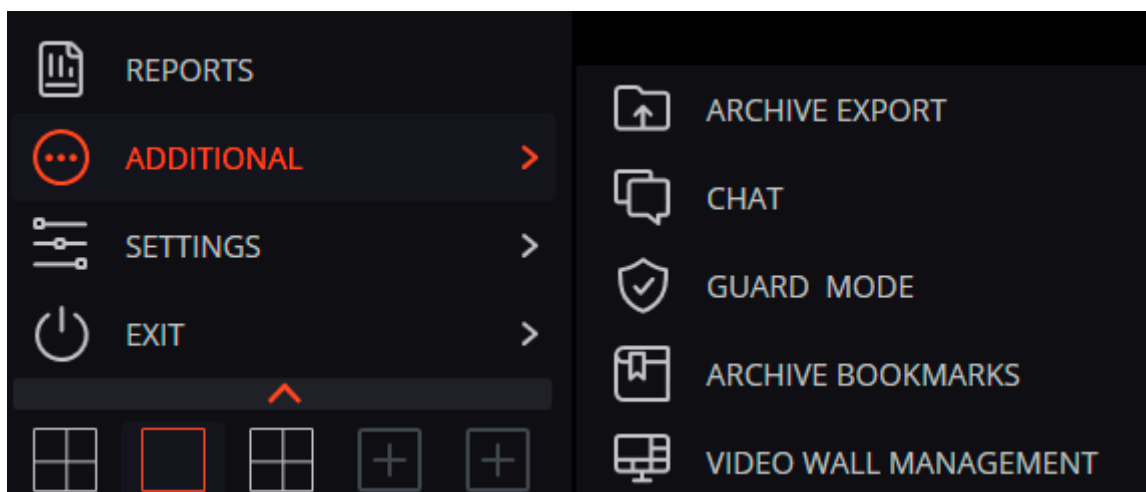 REPORTS
ADDITIONAL
SETTINGS
EXIT
ARCHIVE EXPORT
CHAT
GUARD MODE
ARCHIVE BOOKMARKS
VIDEO WALL MANAGEMENT